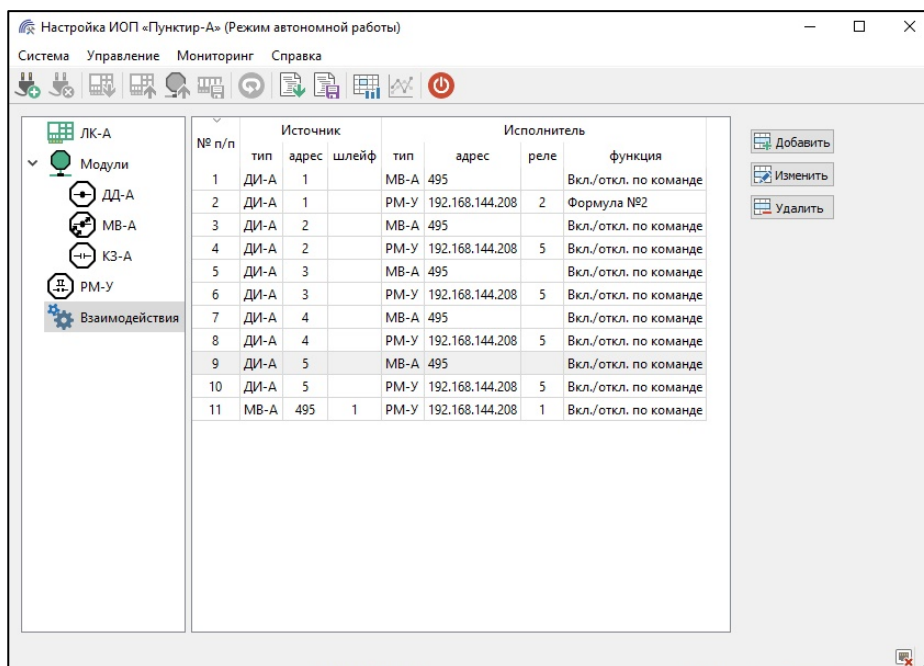 Настройка ИОП «Пунктир-А» (Режим автономной работы)
Система Управление Мониторинг Справка
ЛК-А
Модули
ДД-А
МВ-А
КЗ-А
РМ-У
Взаимодействия
№ п/п Источник Исполнитель
тип адрес шлейф тип адрес реле функция
1 ДИ-А 1 МВ-А 495 Вкл./откл. по команде
2 ДИ-А 1 РМ-У 192.168.144.208 2 Формула №2
3 ДИ-А 2 МВ-А 495 Вкл./откл. по команде
4 ДИ-А 2 РМ-У 192.168.144.208 5 Вкл./откл. по команде
5 ДИ-А 3 МВ-А 495 Вкл./откл. по команде
6 ДИ-А 3 РМ-У 192.168.144.208 5 Вкл./откл. по команде
7 ДИ-А 4 МВ-А 495 Вкл./откл. по команде
8 ДИ-А 4 РМ-У 192.168.144.208 5 Вкл./откл. по команде
9 ДИ-А 5 МВ-А 495 Вкл./откл. по команде
10 ДИ-А 5 РМ-У 192.168.144.208 5 Вкл./откл. по команде
11 МВ-А 495 1 РМ-У 192.168.144.208 1 Вкл./откл. по команде
Добавить
Изменить
Удалить